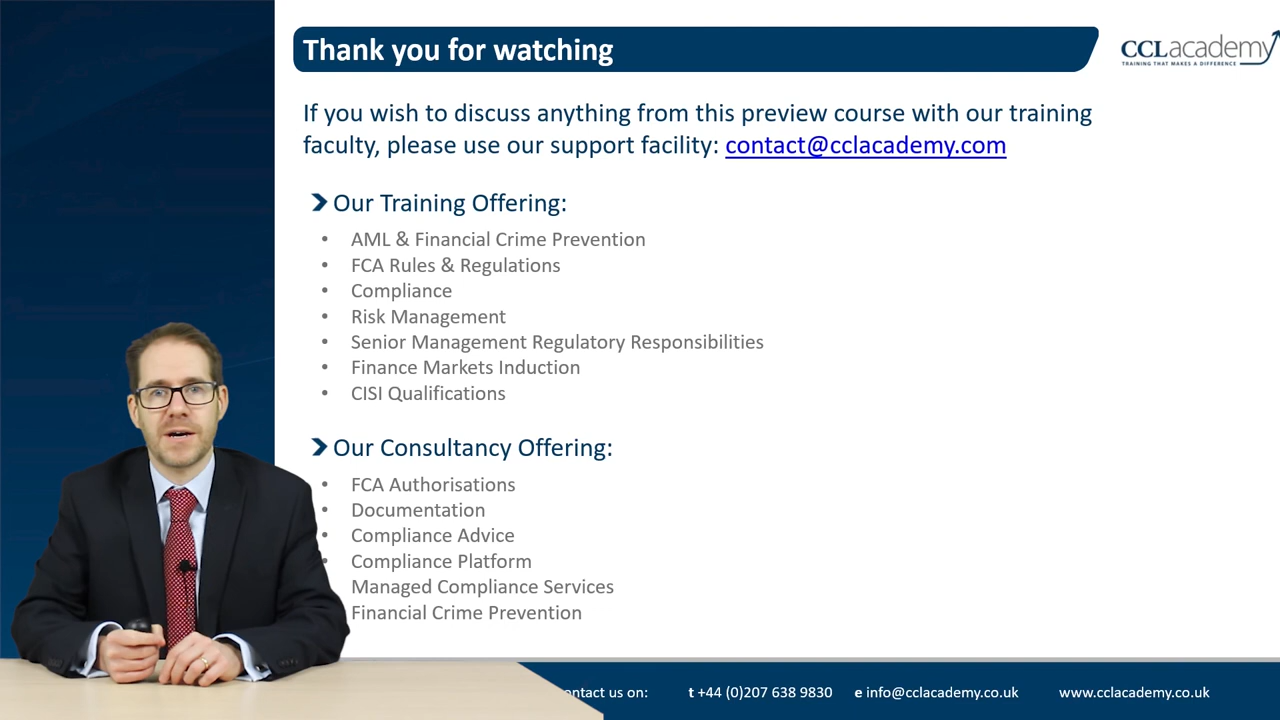 Thank you for watching
CCLacademy
TRAINING THAT MAKES A DIFFERENCE
If you wish to discuss anything from this preview course with our training
faculty, please use our support facility: contact@cclacademy.com
Our Training Offering:
• AML & Financial Crime Prevention
• FCA Rules & Regulations
• Compliance
• Risk Management
• Senior Management Regulatory Responsibilities
• Finance Markets Induction
• CISI Qualifications
Our Consultancy Offering:
• FCA Authorisations
• Documentation
• Compliance Advice
• Compliance Platform
Managed Compliance Services
Financial Crime Prevention
us on: t +44 (0)207 638 9830 e info@cclacademy.co.uk www.cclacademy.co.uk